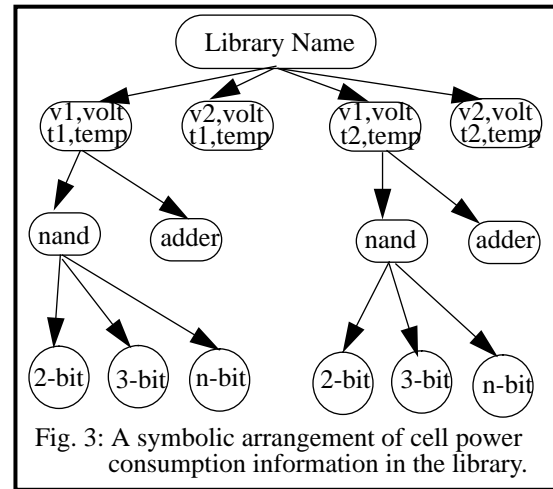 Library Name
v1,volt
t1,temp
v2,volt
t1,temp
v1,volt
t2,temp
v2,volt
t2,temp
nand
adder
nand
adder
2-bit
3-bit
n-bit
2-bit
3-bit
n-bit
Fig. 3: A symbolic arrangement of cell power
consumption information in the library.